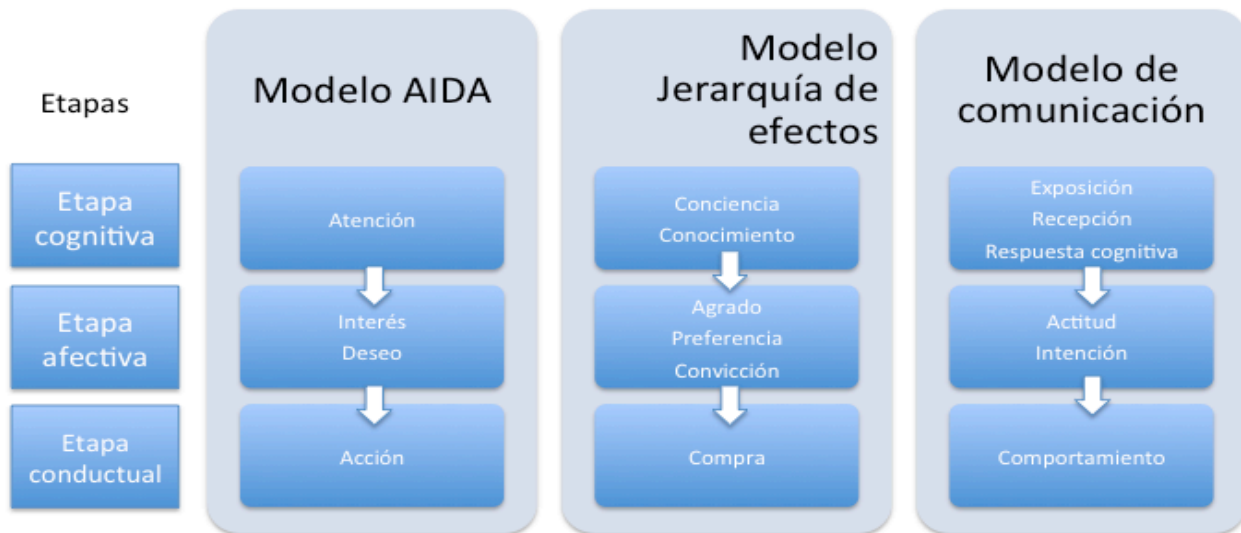 Etapas
Modelo AIDA
Modelo
Jerarquía de
efectos
Modelo de
comunicación
Etapa
cognitiva
Atención
Conciencia
Conocimiento
Exposición
Recepción
Respuesta cognitiva
Etapa
afectiva
Interés
Deseo
Agrado
Preferencia
Convicción
Actitud
Intención
Etapa
conductual
Acción
Compra
Comportamiento